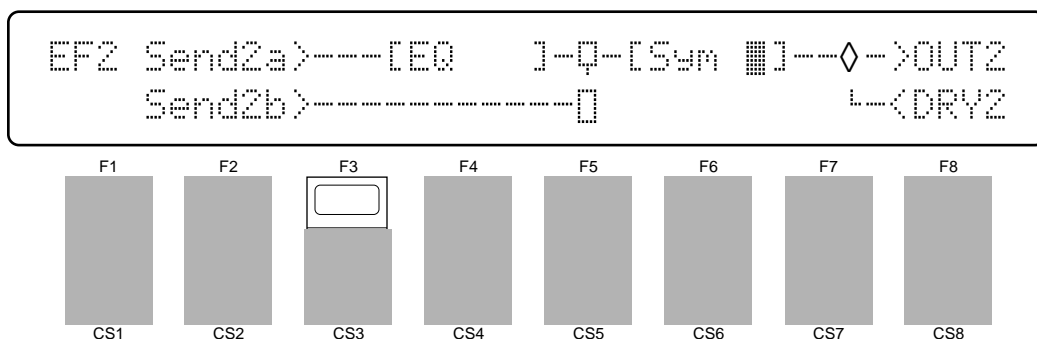 EF2 Send2a>---[EQ ]-Q-[Sym ]--◊->OUT2
Send2b>---------- └-<DRY2
F1 F2 F3 F4 F5 F6 F7 F8
CS1 CS2 CS3 CS4 CS5 CS6 CS7 CS8